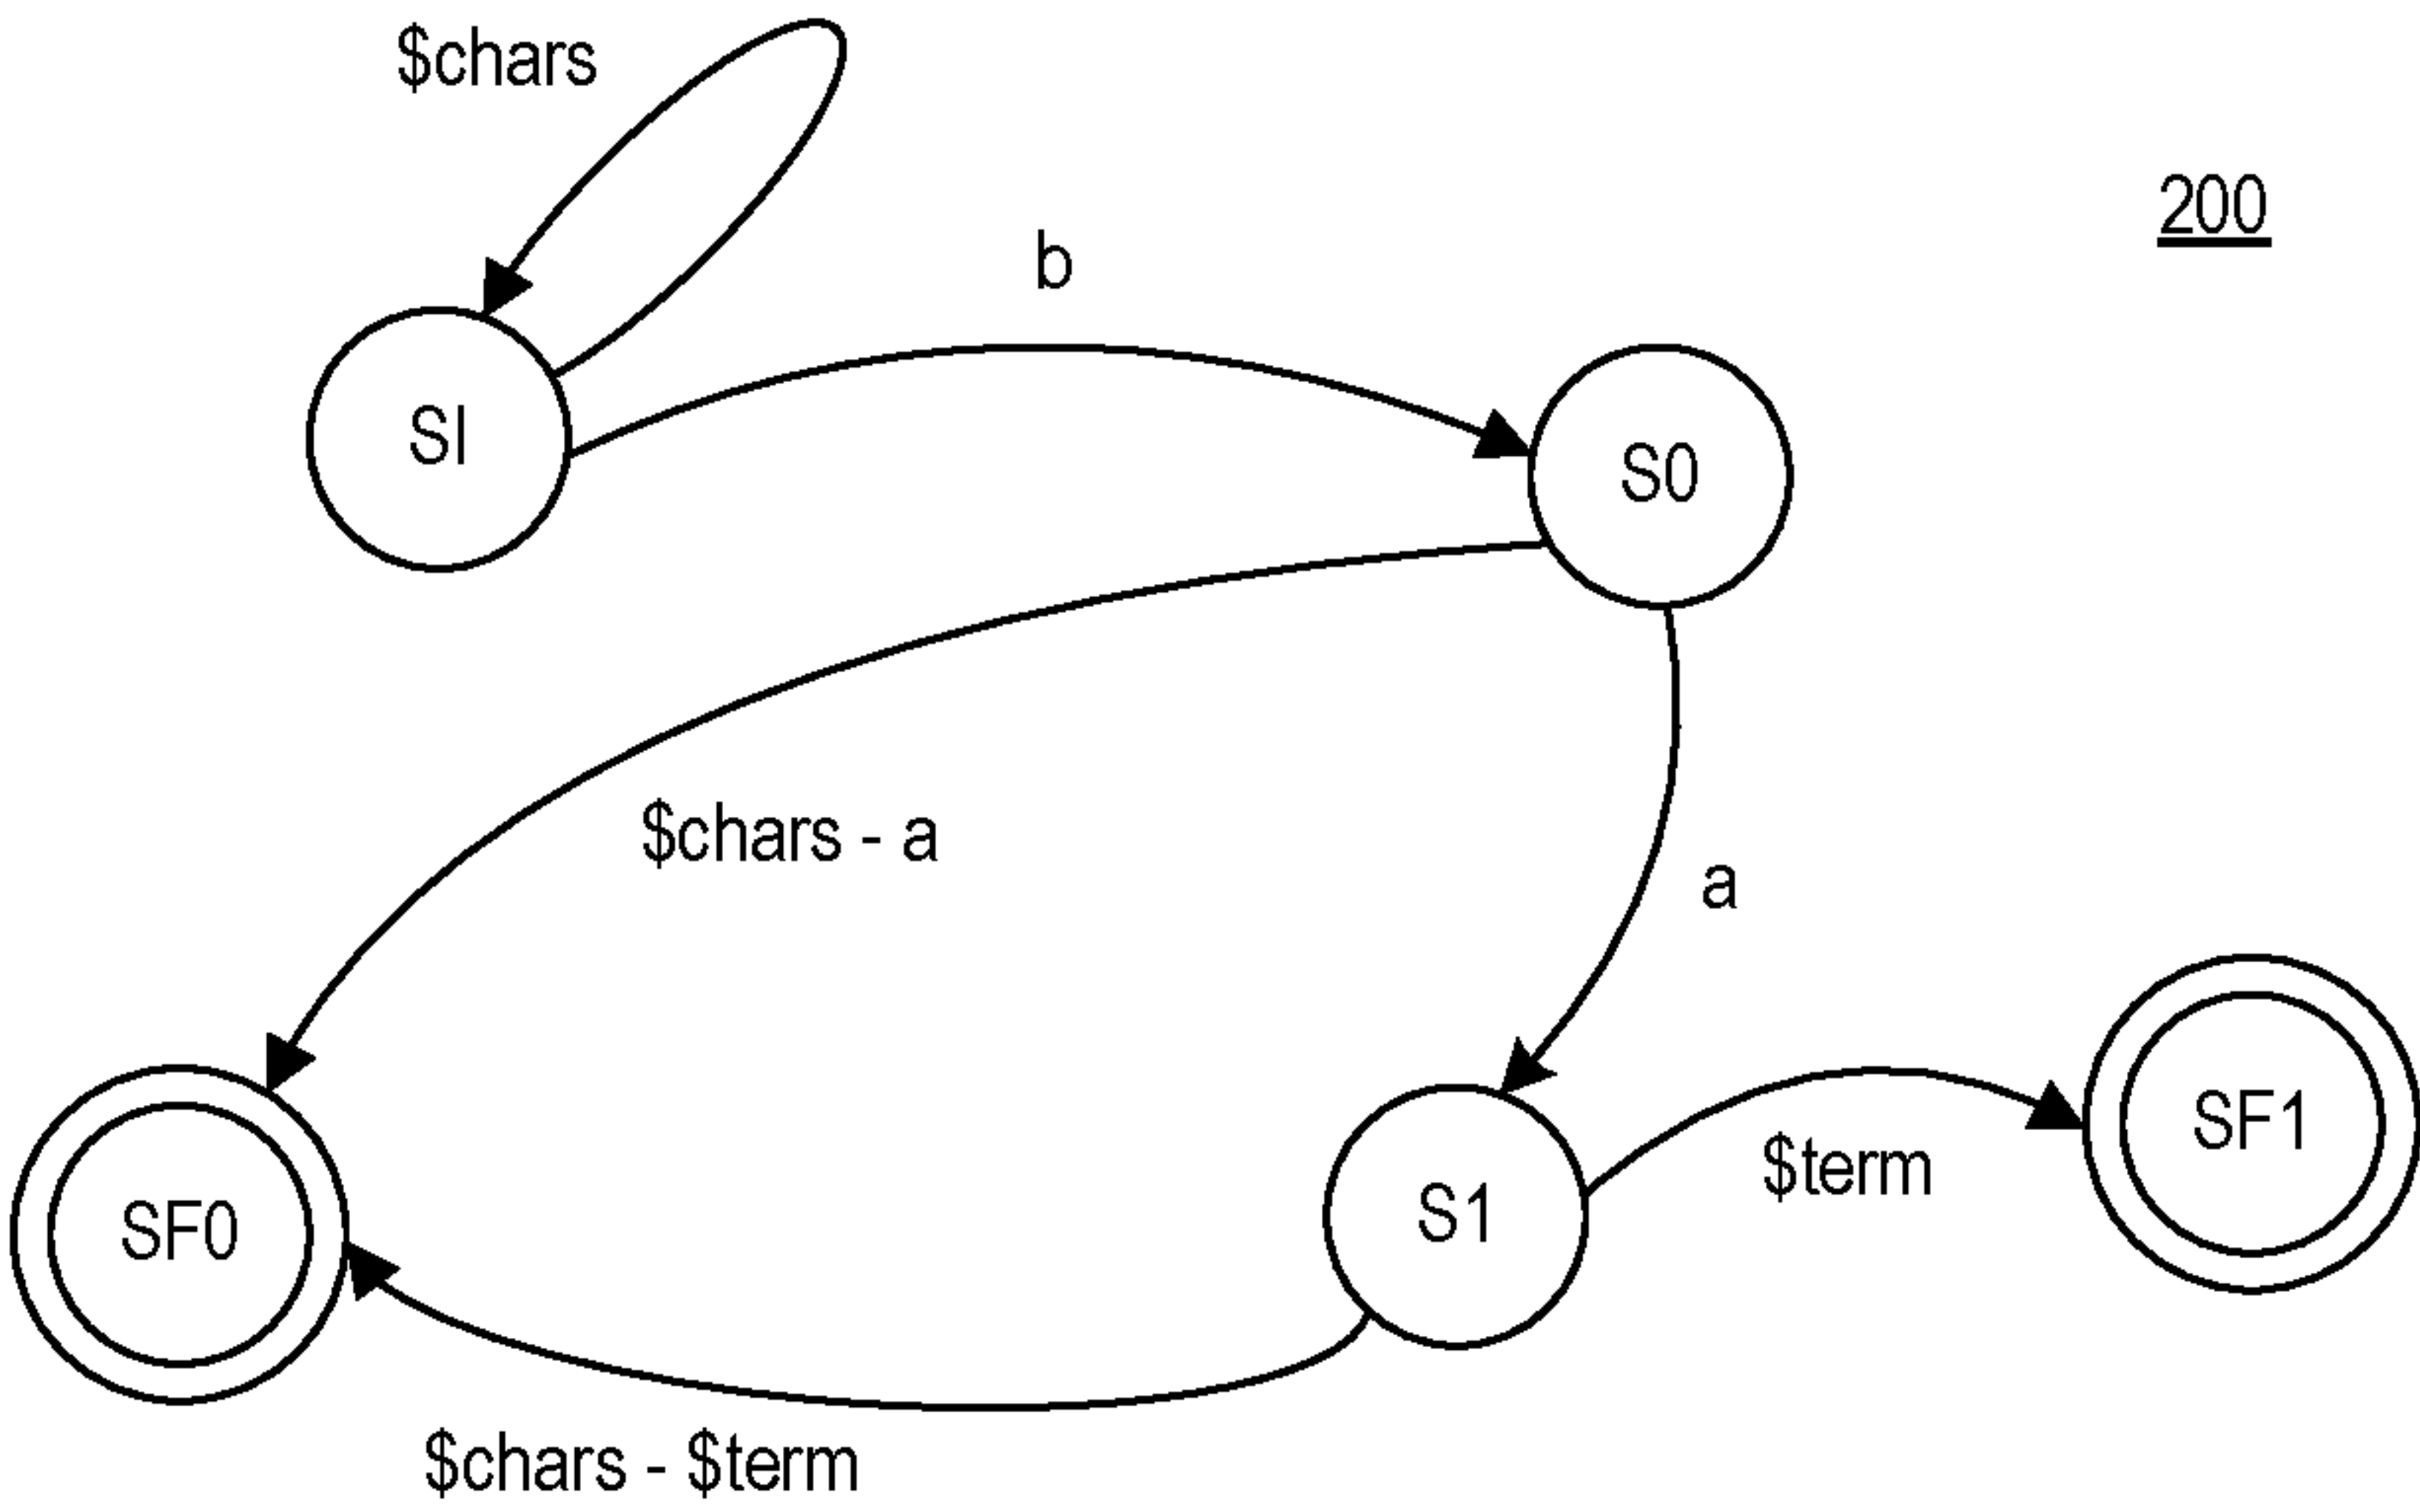 $chars
200
b
SI
S0
$chars - a
a
SF1
$term
S1
SF0
$chars - $term